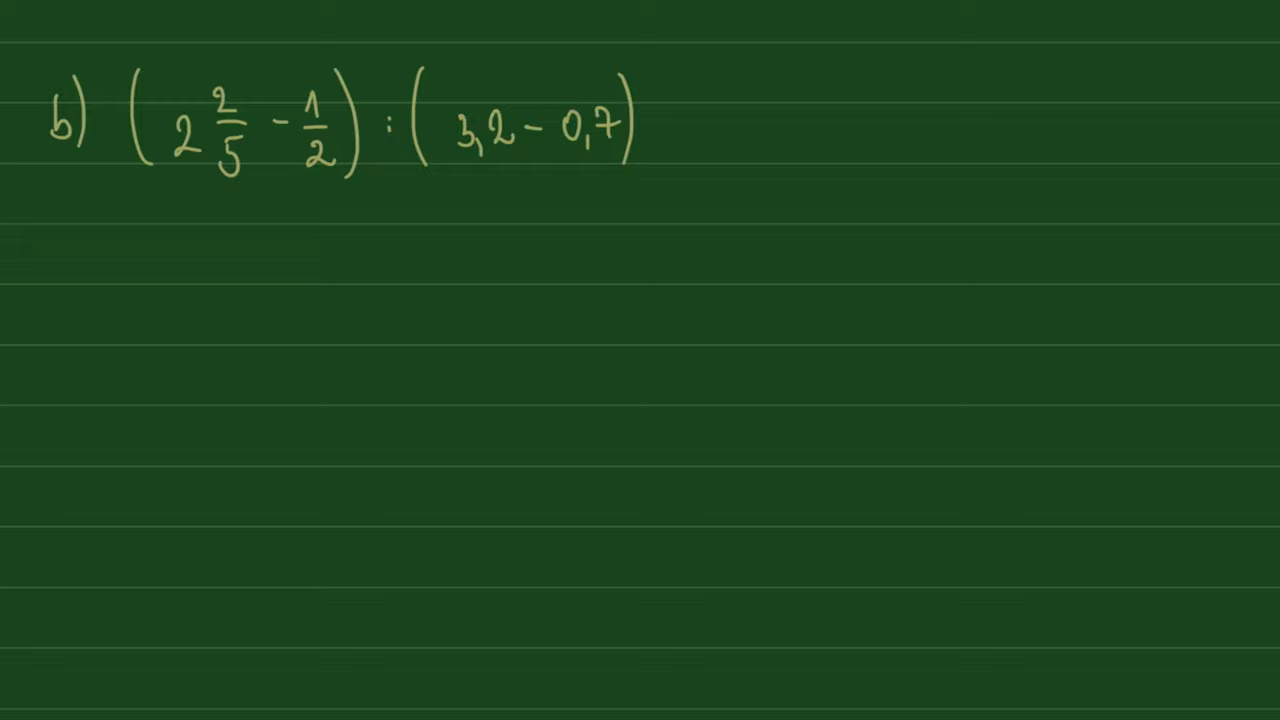 b) (2 2/5 - 1/2) : (3,2 - 0,7)